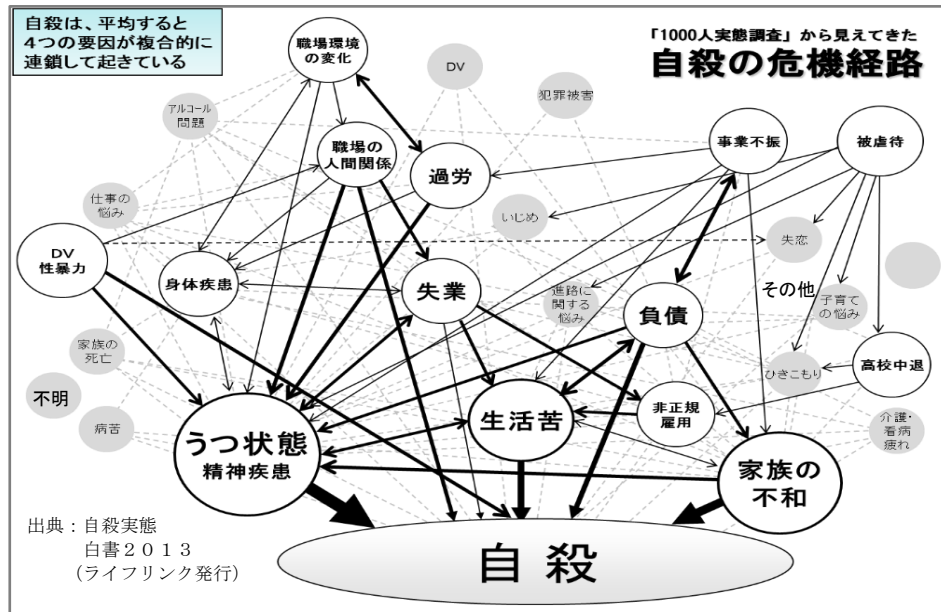 自殺は、平均すると
4つの要因が複合的に
連鎖して起きている
「1000人実態調査」から見えてきた
自殺の危機経路
職場環境
の変化
DV
犯罪被害
アルコール
問題
職場の
人間関係
過労
事業不振
被虐待
仕事の
悩み
いじめ
失恋
DV
性暴力
身体疾患
失業
進路に
関する
悩み
負債
その他
子育て
の悩み
家族の
死亡
ひきこもり
高校中退
不明
病苦
うつ状態
精神疾患
生活苦
非正規
雇用
介護・
看病
疲れ
家族の
不和
出典:自殺実態
白書2013
(ライフリンク発行)
自殺